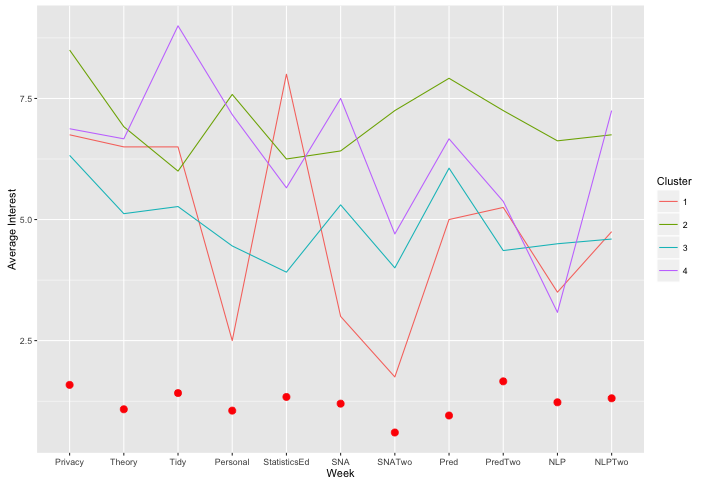 Average Interest
7.5
5.0
2.5
Privacy Theory Tidy Personal StatisticsEd SNA SNATwo Pred PredTwo NLP NLPTwo
Week
Cluster
1
2
3
4